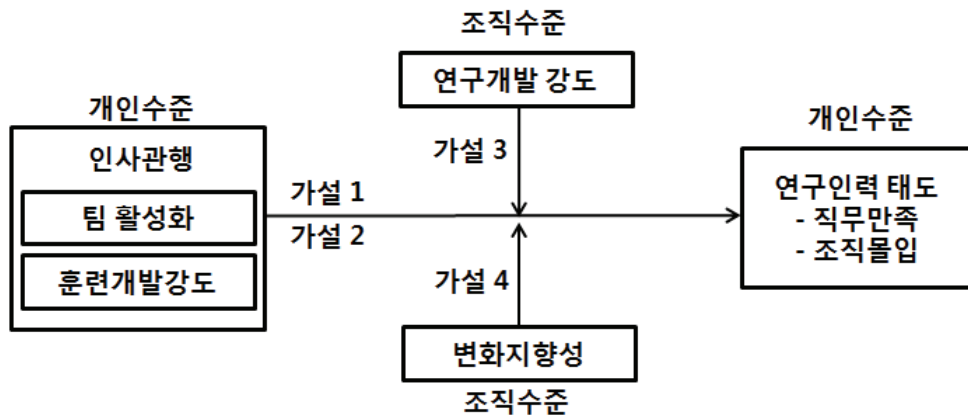 조직수준
연구개발 강도
개인수준
인사관행
팀 활성화
훈련개발강도
가설 1
가설 2
가설 3
가설 4
개인수준
연구인력 태도
- 직무만족
- 조직몰입
변화지향성
조직수준